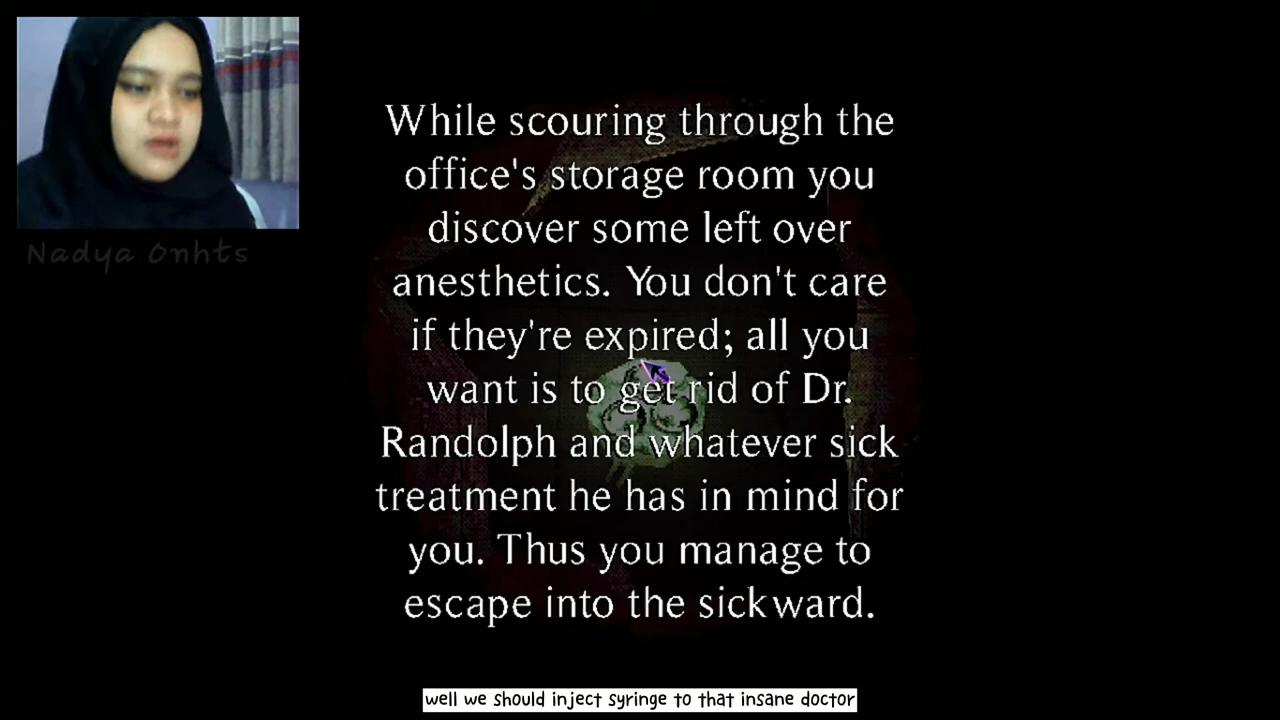 Nadya Onhts
While scouring through the
office's storage room you
discover some left over
anesthetics. You don't care
if they're expired; all you
want is to get rid of Dr.
Randolph and whatever sick
treatment he has in mind for
you. Thus you manage to
escape into the sickward.
well we should inject syringe to that insane doctor